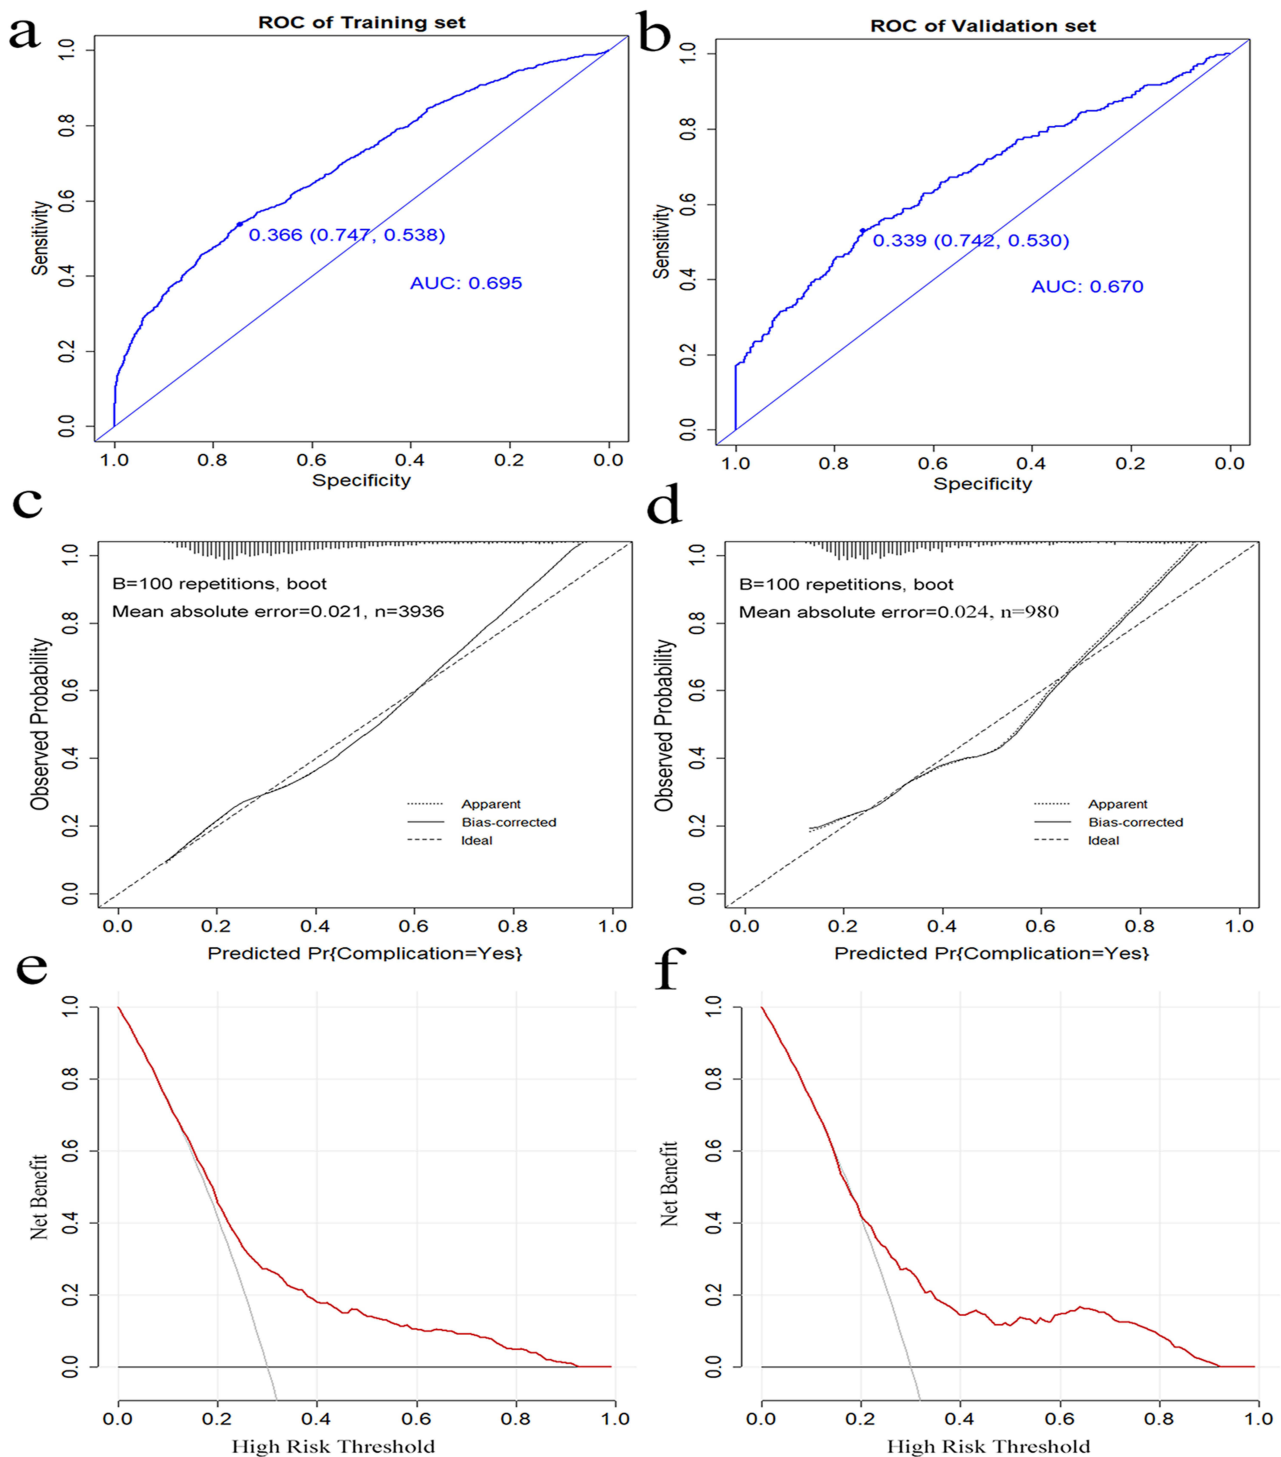 a
ROC of Training set
1.0
0.8
0.6
0.4
0.2
0.0
Sensitivity
0.366 (0.747, 0.538)
AUC: 0.695
1.0 0.8 0.6 0.4 0.2 0.0
Specificity
b
ROC of Validation set
1.0
0.8
0.6
0.4
0.2
0.0
Sensitivity
0.339 (0.742, 0.530)
AUC: 0.670
1.0 0.8 0.6 0.4 0.2 0.0
Specificity
c
1.0
0.8
0.6
0.4
0.2
0.0
Observed Probability
B=100 repetitions, boot
Mean absolute error=0.021, n=3936
Apparent
Bias-corrected
Ideal
0.0 0.2 0.4 0.6 0.8 1.0
Predicted Pr{Complication=Yes}
d
1.0
0.8
0.6
0.4
0.2
0.0
Observed Probability
B=100 repetitions, boot
Mean absolute error=0.024, n=980
Apparent
Bias-corrected
Ideal
0.0 0.2 0.4 0.6 0.8 1.0
Predicted Pr{Complication=Yes}
e
1.0
0.8
0.6
0.4
0.2
0.0
Net Benefit
0.0 0.2 0.4 0.6 0.8 1.0
High Risk Threshold
f
1.0
0.8
0.6
0.4
0.2
0.0
Net Benefit
0.0 0.2 0.4 0.6 0.8 1.0
High Risk Threshold